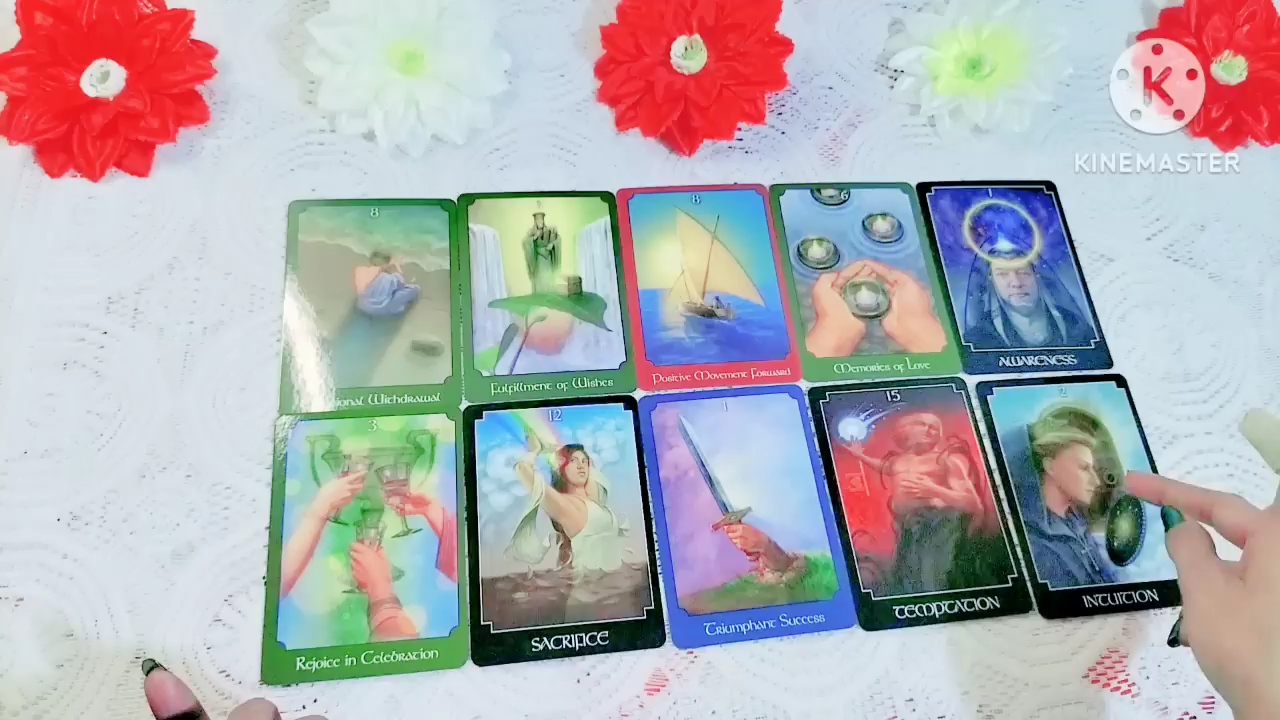 K
KINEMASTER
8
8
6
1
AWARENESS
Memories of Love
Positive Movement Forward
Fulfillment of Wishes
Withdrawal
3
12
1
15
2
INTUITION
TEMPTATION
Triumphant Success
SACRIFICE
Rejoice in Celebration